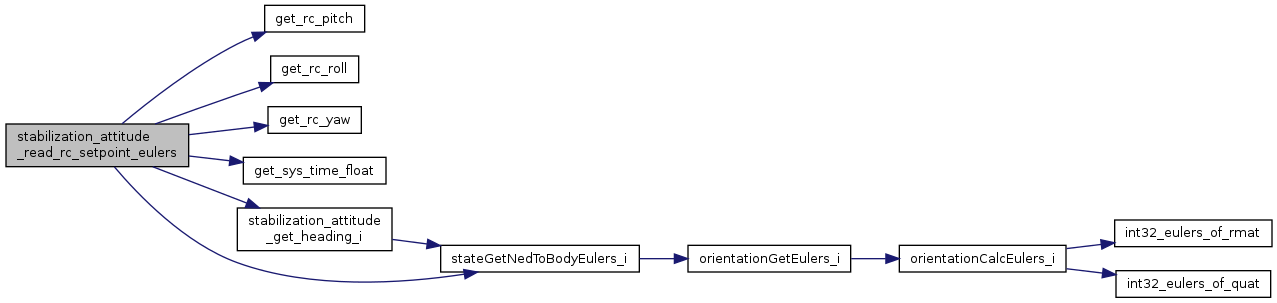 get_rc_pitch
get_rc_roll
get_rc_yaw
stabilization_attitude
_read_rc_setpoint_eulers
get_sys_time_float
stabilization_attitude
_get_heading_i
stateGetNedToBodyEulers_i
orientationGetEulers_i
orientationCalcEulers_i
int32_eulers_of_rmat
int32_eulers_of_quat